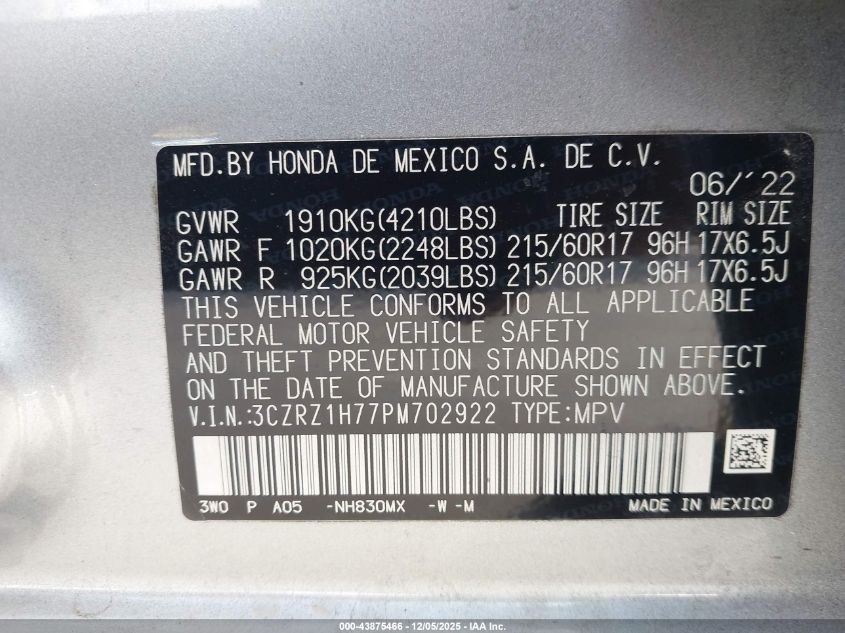 MFD.BY HONDA DE MEXICO S.A. DE C.V.
06/'22
GVWR 1910KG(4210LBS) TIRE SIZE RIM SIZE
GAWR F 1020KG(2248LBS) 215/60R17 96H 17X6.5J
GAWR R 925KG(2039LBS) 215/60R17 96H 17X6.5J
THIS VEHICLE CONFORMS TO ALL APPLICABLE
FEDERAL MOTOR VEHICLE SAFETY
AND THEFT PREVENTION STANDARDS IN EFFECT
ON THE DATE OF MANUFACTURE SHOWN ABOVE.
V.I.N.:3CZRZ1H77PM702922 TYPE:MPV
3W0 P A05 -NH830MX -W -M MADE IN MEXICO
000-43875466 - 12/05/2025 - IAA Inc.